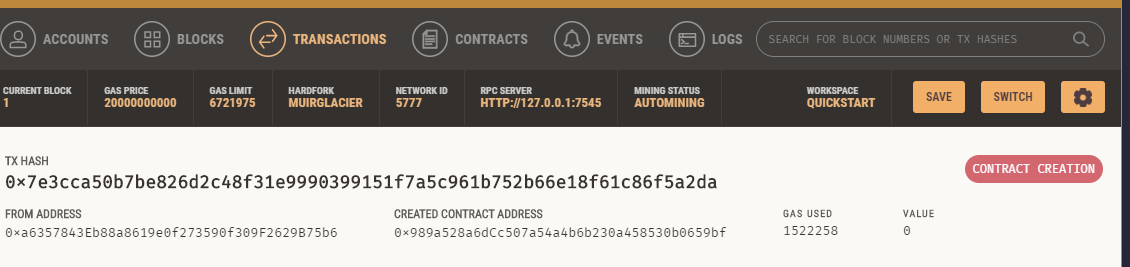 ACCOUNTS BLOCKS TRANSACTIONS CONTRACTS EVENTS LOGS SEARCH FOR BLOCK NUMBERS OR TX HASHES
CURRENT BLOCK GAS PRICE GAS LIMIT HARDFORK NETWORK ID RPC SERVER MINING STATUS WORKSPACE
1 20000000000 6721975 MUIRGLACIER 5777 HTTP://127.0.0.1:7545 AUTOMINING QUICKSTART SAVE SWITCH
TX HASH
0×7e3cca50b7be826d2c48f31e9990399151f7a5c961b752b66e18f61c86f5a2da CONTRACT CREATION
FROM ADDRESS CREATED CONTRACT ADDRESS GAS USED VALUE
0×a6357843Eb88a8619e0f273590f309F2629B75b6 0×989a528a6dCc507a54a4b6b230a458530b0659bf 1522258 0